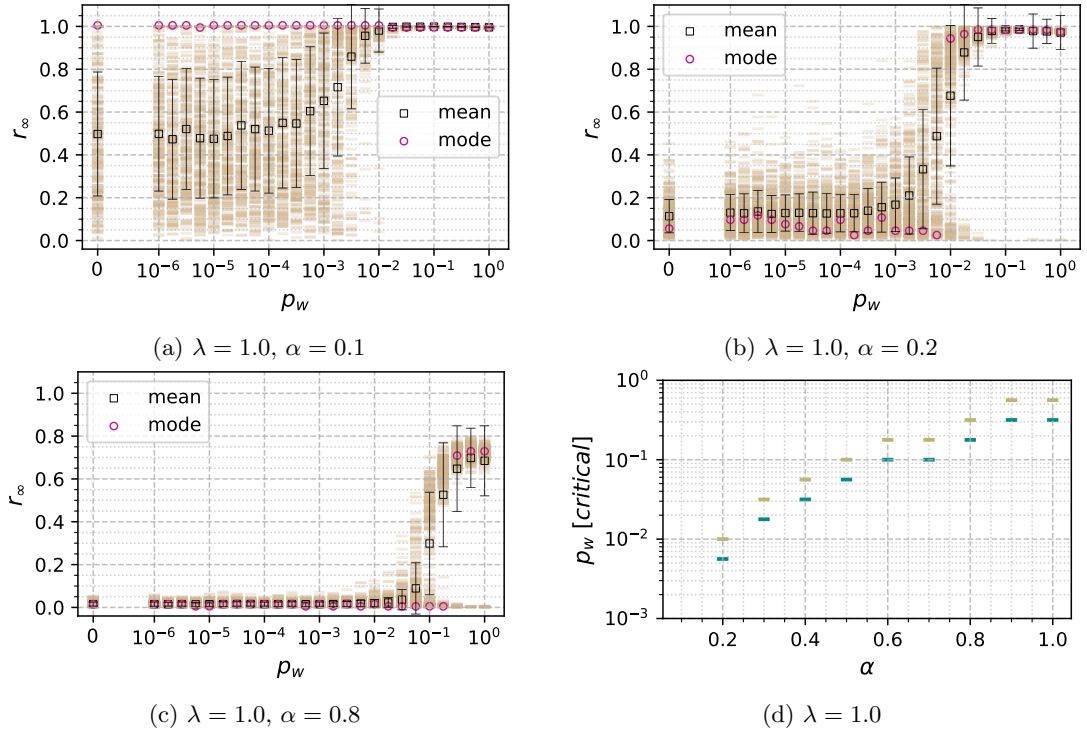 1.0
0.8
0.6
0.4
0.2
0.0
r∞
mean
mode
0 10⁻⁶ 10⁻⁵ 10⁻⁴ 10⁻³ 10⁻² 10⁻¹ 10⁰
p_w
(a) λ = 1.0, α = 0.1
1.0
0.8
0.6
0.4
0.2
0.0
r∞
mean
mode
0 10⁻⁶ 10⁻⁵ 10⁻⁴ 10⁻³ 10⁻² 10⁻¹ 10⁰
p_w
(b) λ = 1.0, α = 0.2
1.0
0.8
0.6
0.4
0.2
0.0
r∞
mean
mode
0 10⁻⁶ 10⁻⁵ 10⁻⁴ 10⁻³ 10⁻² 10⁻¹ 10⁰
p_w
(c) λ = 1.0, α = 0.8
10⁰
10⁻¹
10⁻²
10⁻³
p_w [critical]
0.2 0.4 0.6 0.8 1.0
α
(d) λ = 1.0